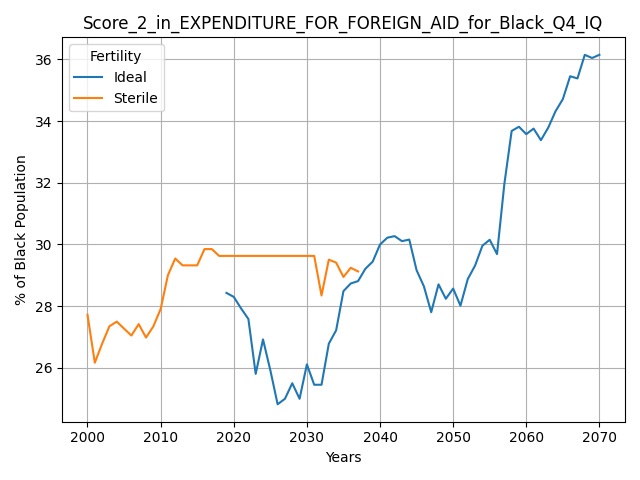 Score_2_in_EXPENDITURE_FOR_FOREIGN_AID_for_Black_Q4_IQ
Fertility
Ideal
Sterile
% of Black Population
36
34
32
30
28
26
2000 2010 2020 2030 2040 2050 2060 2070
Years